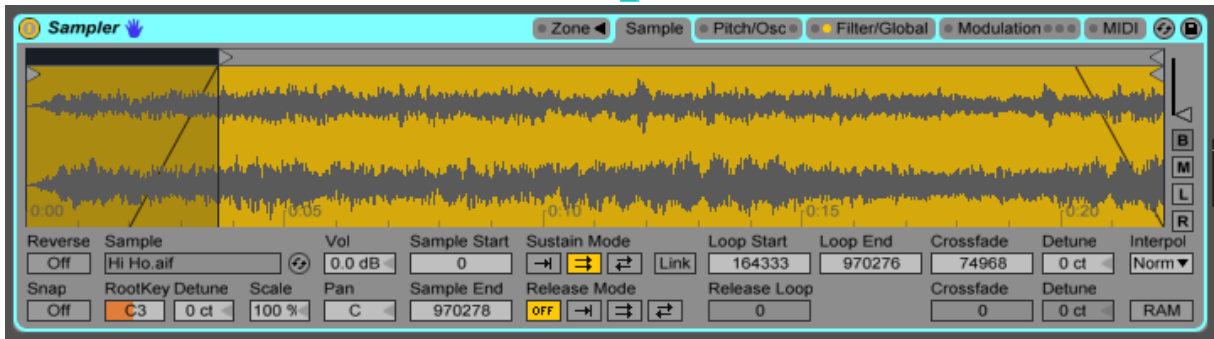 Sampler Zone Sample Pitch/Osc Filter/Global Modulation MIDI
B
M
L
R
0:00 0:05 0:10 0:15 0:20
Reverse Sample Vol Sample Start Sustain Mode Loop Start Loop End Crossfade Detune Interpol
Off Hi Ho.aif 0.0 dB 0 Link 164333 970276 74968 0 ct Norm
Snap RootKey Detune Scale Pan Sample End Release Mode Release Loop Crossfade Detune
Off C3 0 ct 100 % C 970278 OFF 0 0 0 ct RAM